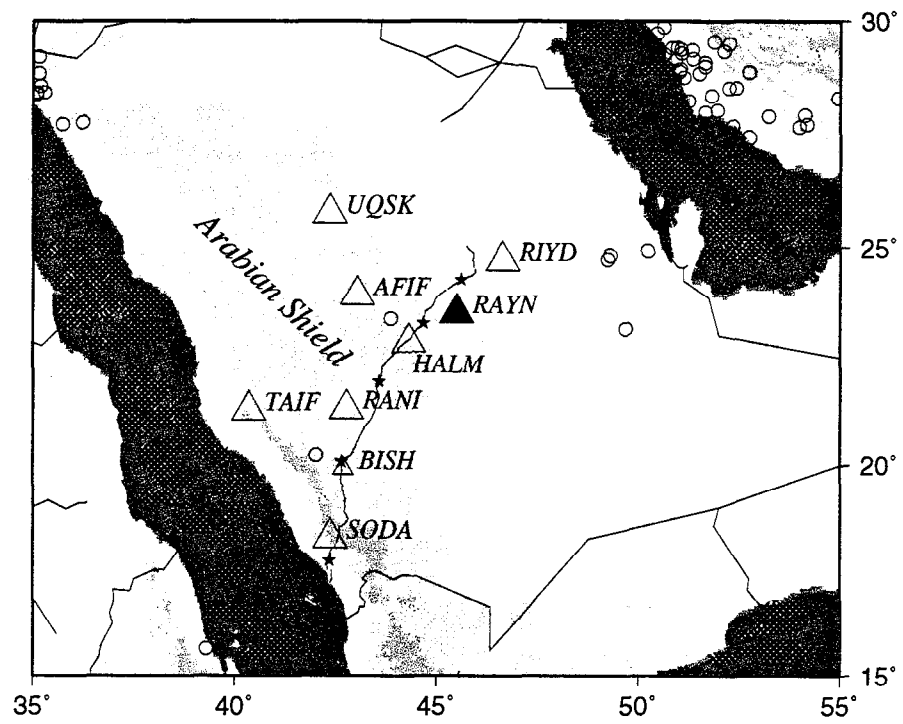 30°
UQSK
Arabian Shield
RIYD
25°
AFIF
RAYN
HALM
TAIF
RANI
BISH
20°
SODA
15°
35°
40°
45°
50°
55°